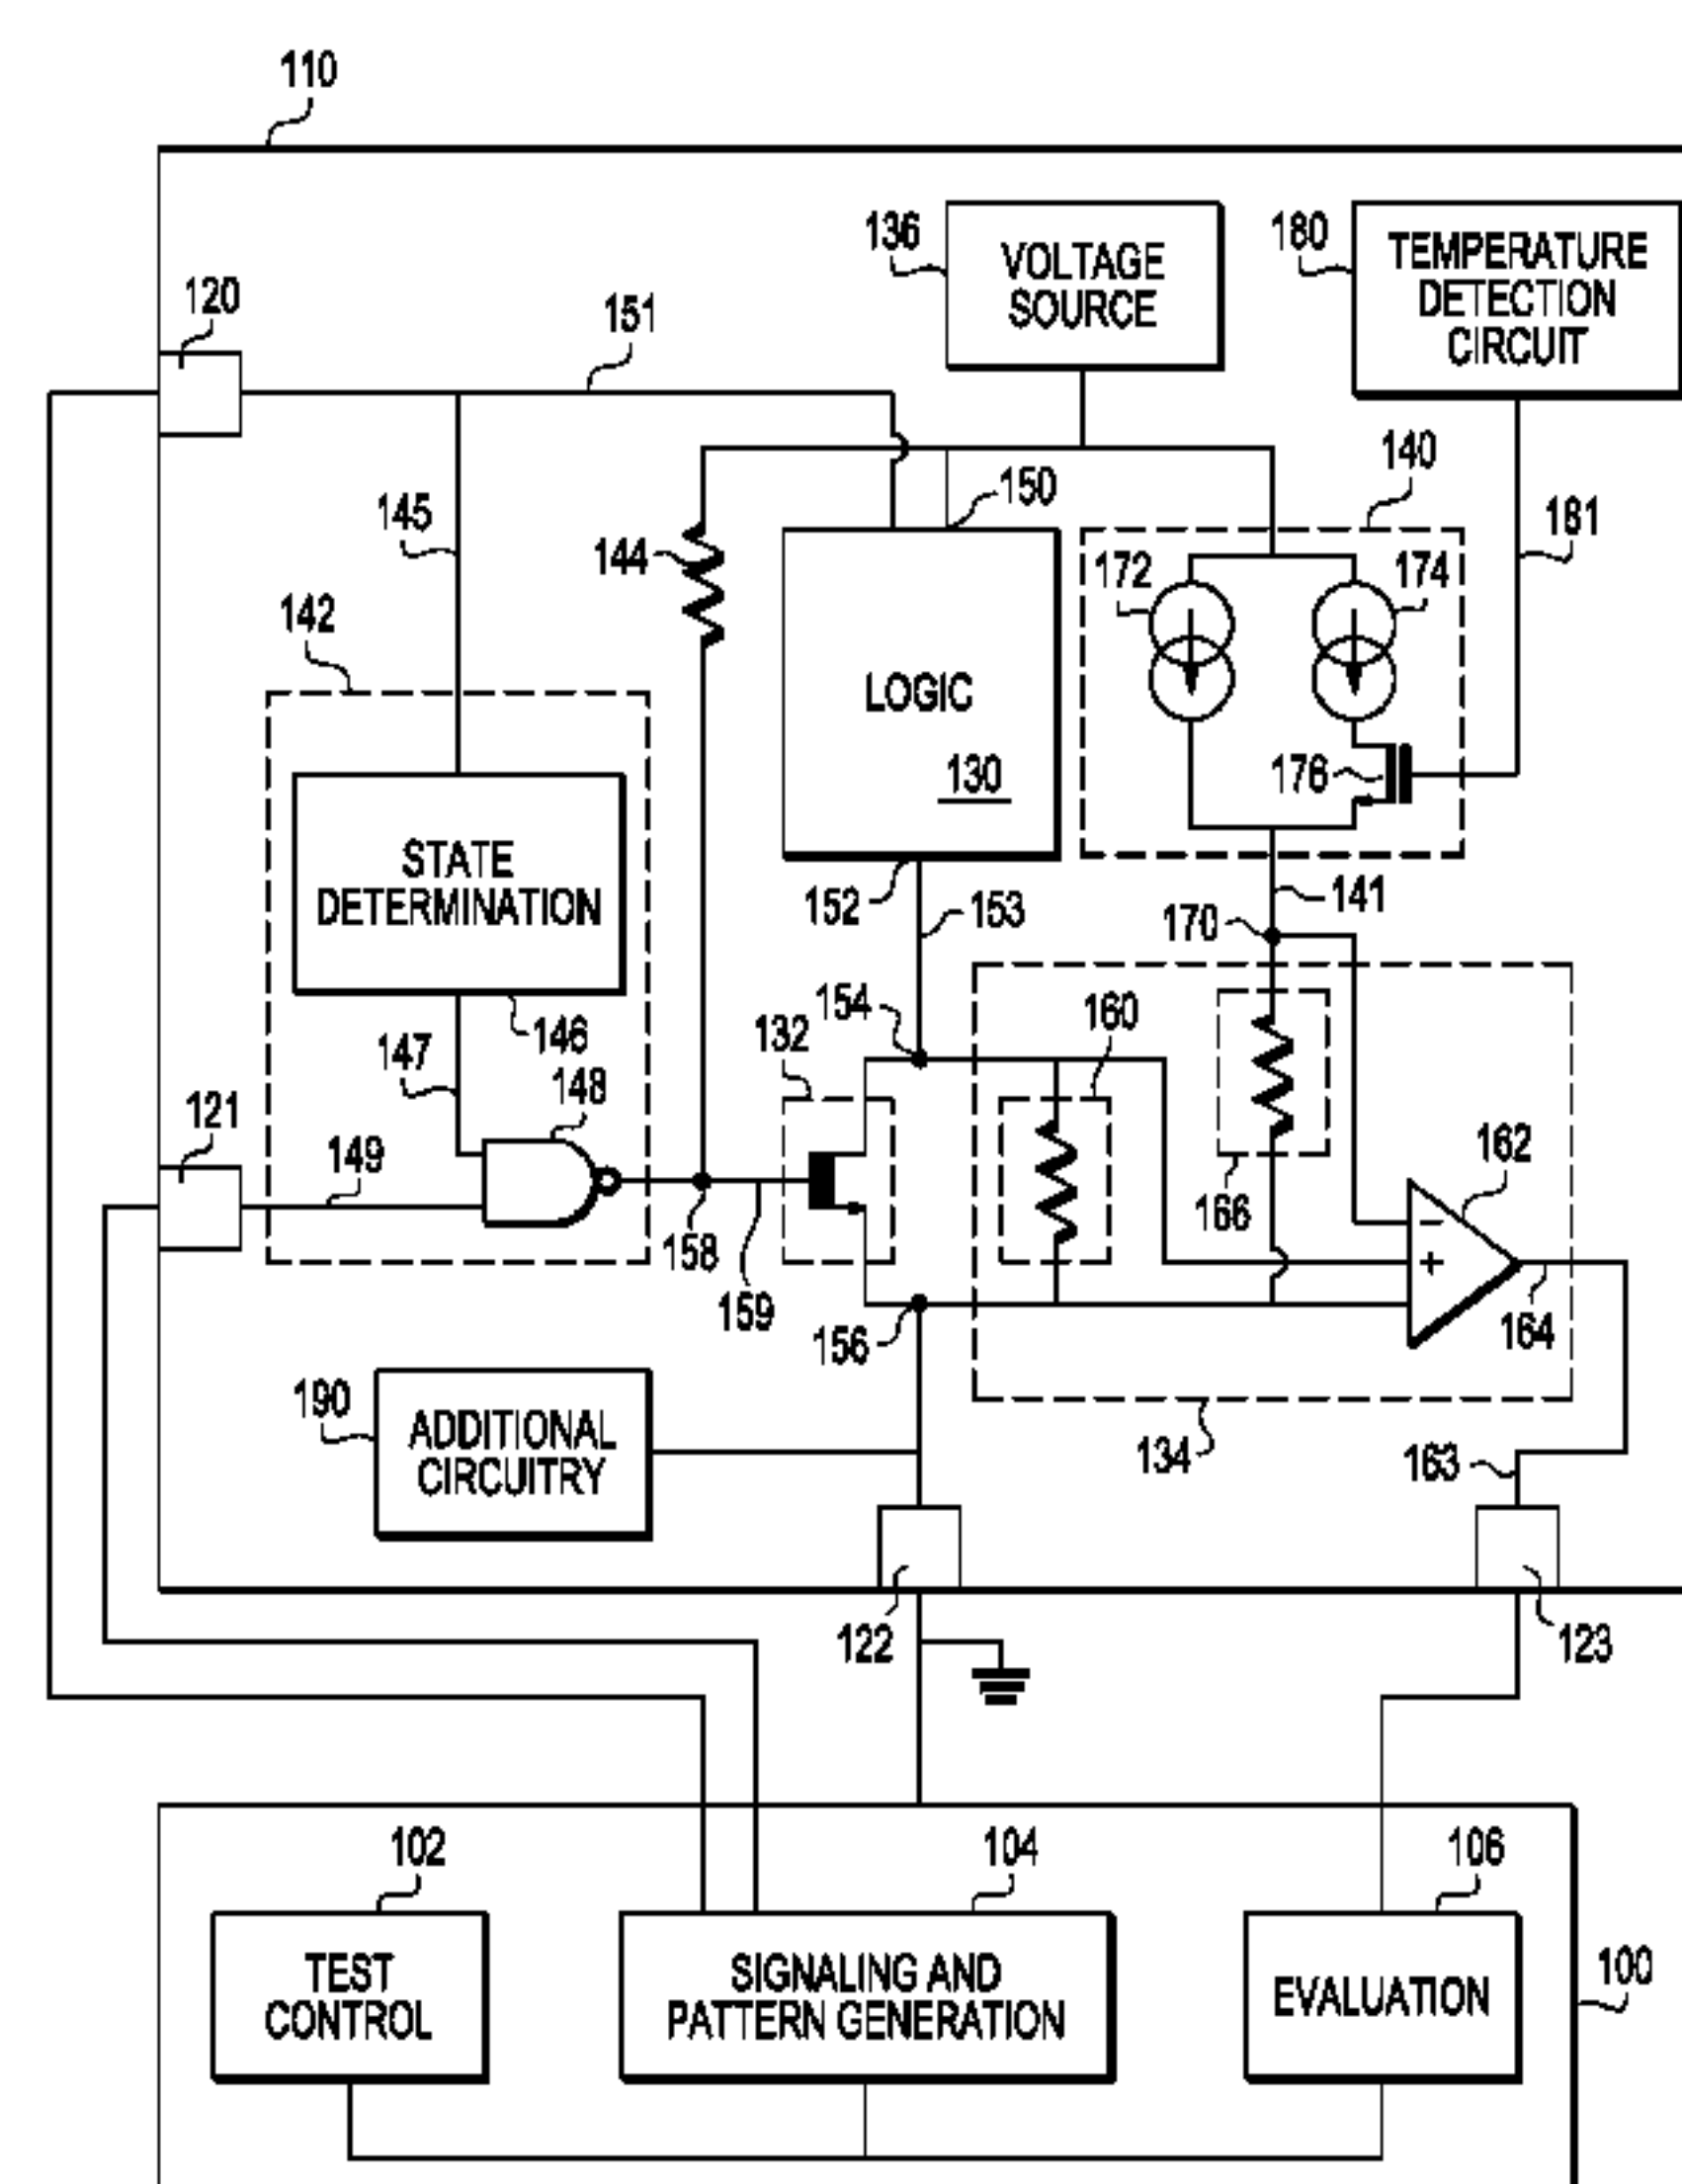 110
136
VOLTAGE
SOURCE
180
TEMPERATURE
DETECTION
CIRCUIT
120
151
140
150
145
181
144
172
174
142
LOGIC
130
176
STATE
DETERMINATION
152
153
141
170
154
160
132
146
147
148
121
149
162
166
158
159
−
+
164
156
190
ADDITIONAL
CIRCUITRY
134
163
122
123
102
104
106
100
TEST
CONTROL
SIGNALING AND
PATTERN GENERATION
EVALUATION